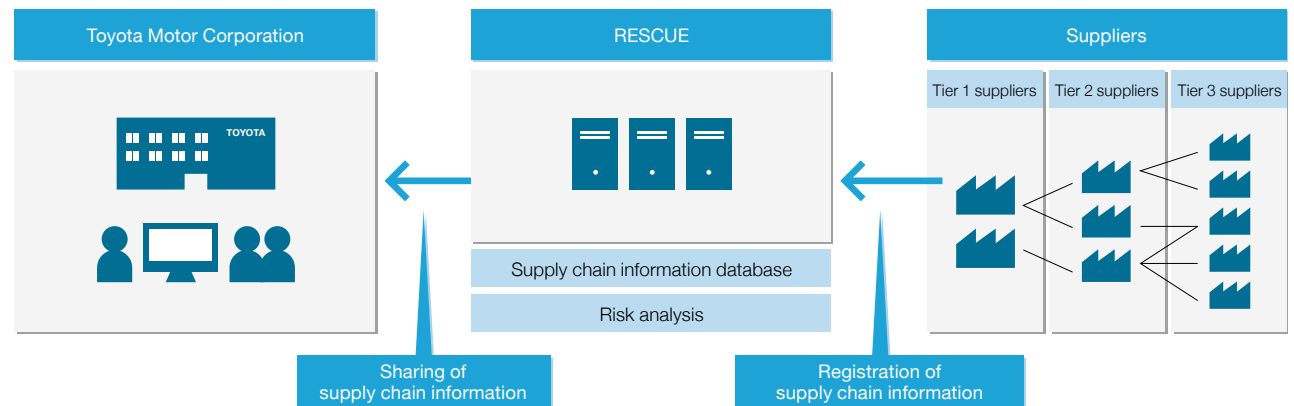 Toyota Motor Corporation
RESCUE
Suppliers
Tier 1 suppliers
Tier 2 suppliers
Tier 3 suppliers
TOYOTA
Supply chain information database
Risk analysis
Sharing of
supply chain information
Registration of
supply chain information